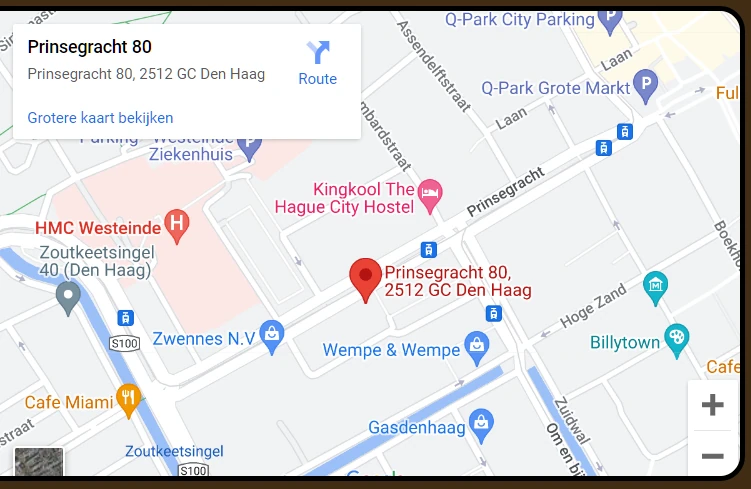 Prinsegracht 80
Prinsegracht 80, 2512 GC Den Haag
Route
Grotere kaart bekijken
Q-Park City Parking
P
Assendelftstraat
Laan
Q-Park Grote Markt
P
Ful
Laan
Parking Westeinde
Ziekenhuis
P
Kingkool The
Hague City Hostel
Prinsegracht
H
HMC Westeinde
Zoutkeetsingel
40 (Den Haag)
Prinsegracht 80,
2512 GC Den Haag
Boekho
Hoge Zand
S100
Zwennes N.V
Wempe & Wempe
Billytown
Cafe
Cafe Miami
straat
Gasdenhaag
Zuidwal
Om en bij
Zoutkeetsingel
S100
+
−